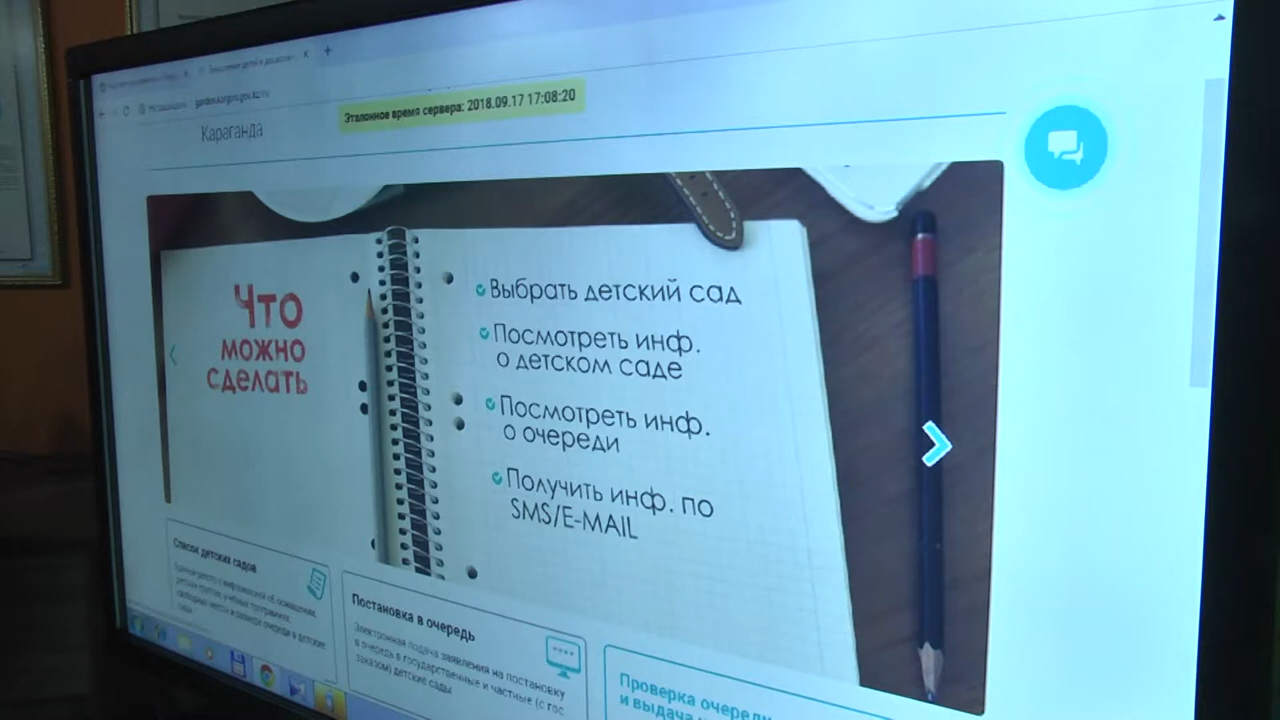 Эталонное время сервера: 2018.09.17 17:08:20
Караганда
Что
можно
сделать
Выбрать детский сад
Посмотреть инф.
о детском саде
Посмотреть инф.
о очереди
Получить инф. по
SMS/E-MAIL
Список детских садов
Постановка в очередь
Электронная подача заявления на постановку
в очередь в государственные и частные (с гос
заказом) детские сады
Проверка очереди
и выдача